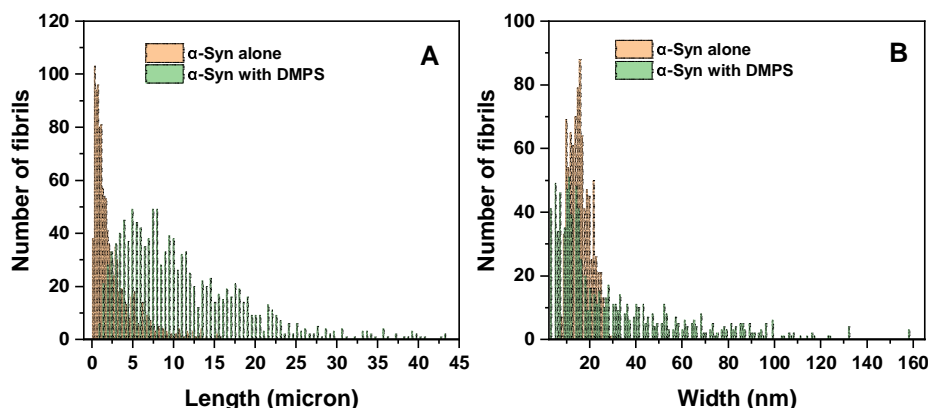 A
α-Syn alone
α-Syn with DMPS
Number of fibrils
120
100
80
60
40
20
0
0 5 10 15 20 25 30 35 40 45
Length (micron)
B
α-Syn alone
α-Syn with DMPS
Number of fibrils
100
80
60
40
20
0
20 40 60 80 100 120 140 160
Width (nm)